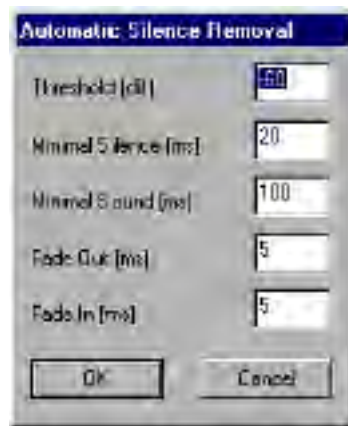 Automatic Silence Removal
Threshold (dB) -60
Minimal Silence [ms] 20
Minimal Sound [ms] 100
Fade Out [ms] 5
Fade In [ms] 5
OK Cancel